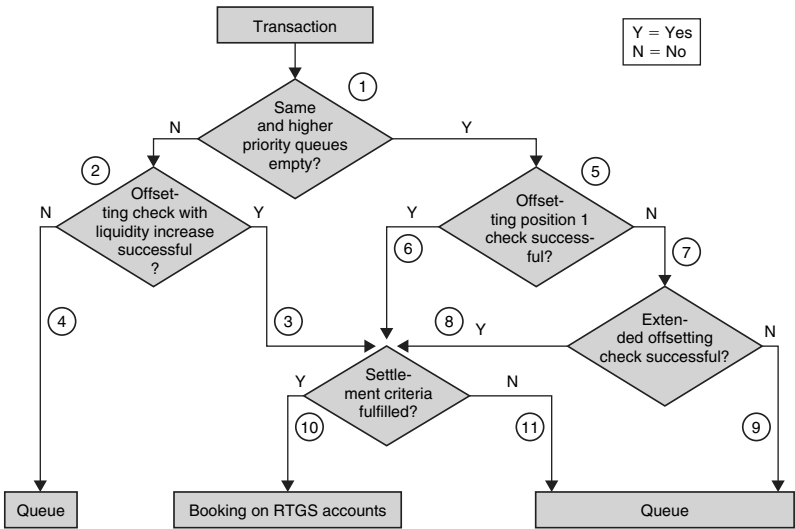 Transaction
Y = Yes
N = No
1
Same
and higher
priority queues
empty?
N
Y
2
5
Offset-
ting check with
liquidity increase
successful
?
N
Y
Offset-
ting position 1
check success-
ful?
Y
N
6
7
4
3
8
Y
Exten-
ded offsetting
check successful?
N
Settle-
ment criteria
fulfilled?
Y
N
10
11
9
Queue
Booking on RTGS accounts
Queue